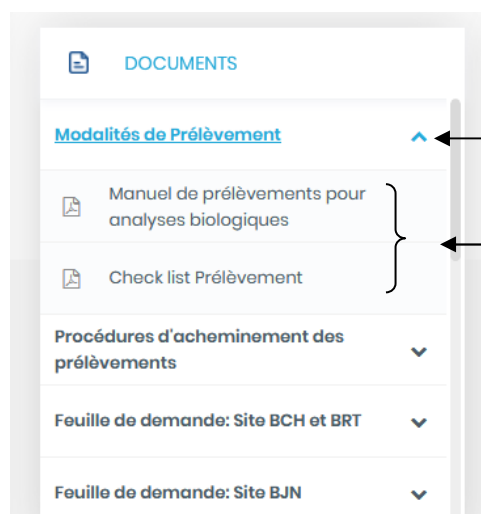 DOCUMENTS
Modalités de Prélèvement
Manuel de prélèvements pour
analyses biologiques
Check list Prélèvement
Procédures d'acheminement des
prélèvements
Feuille de demande: Site BCH et BRT
Feuille de demande: Site BJN